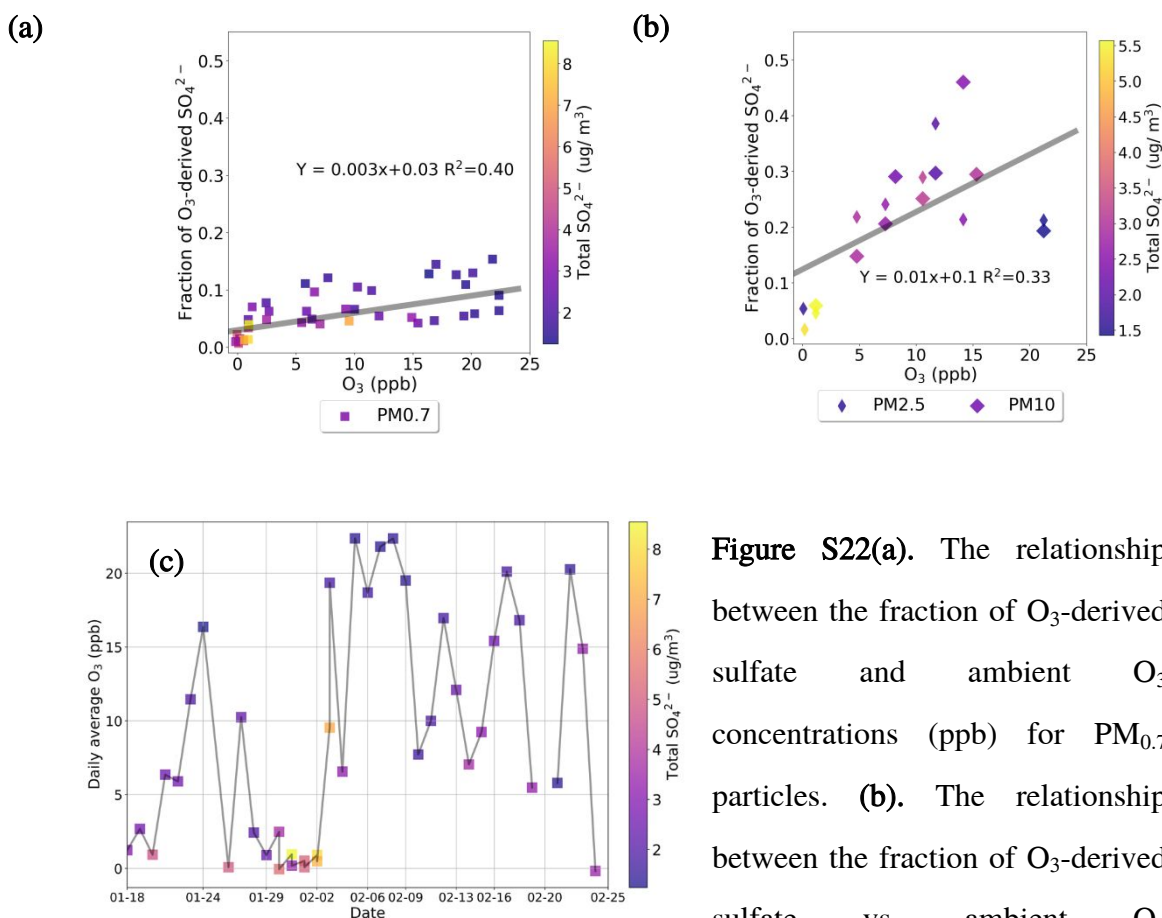 (a)
(b)
Fraction of O₃-derived SO₄²⁻
0.5
0.4
0.3
0.2
0.1
0.0
Y = 0.003x+0.03 R²=0.40
0 5 10 15 20 25
O₃ (ppb)
PM0.7
8
7
6
5
4
3
2
Total SO₄²⁻ (ug/ m³)
Fraction of O₃-derived SO₄²⁻
0.5
0.4
0.3
0.2
0.1
0.0
Y = 0.01x+0.1 R²=0.33
0 5 10 15 20 25
O₃ (ppb)
PM2.5 PM10
5.5
5.0
4.5
4.0
3.5
3.0
2.5
2.0
1.5
Total SO₄²⁻ (ug/ m³)
(c)
Daily average O₃ (ppb)
20
15
10
5
0
01-18 01-24 01-29 02-02 02-06 02-09 02-13 02-16 02-20 02-25
Date
8
7
6
5
4
3
2
Total SO₄²⁻ (ug/m³)
Figure S22(a). The relationship
between the fraction of O₃-derived
sulfate and ambient O₃
concentrations (ppb) for PM₀.₇
particles. (b). The relationship
between the fraction of O₃-derived
sulfate vs ambient O